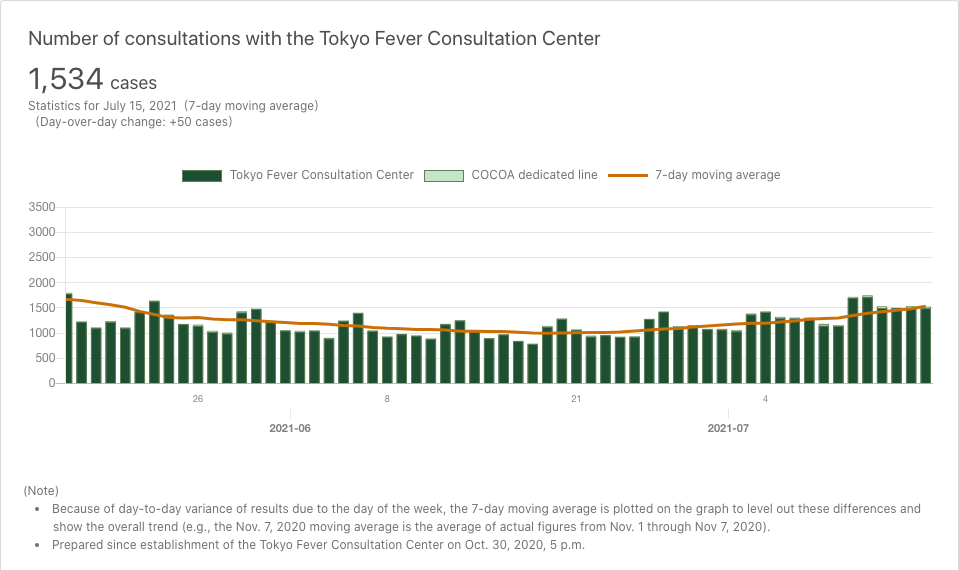 Number of consultations with the Tokyo Fever Consultation Center
1,534 cases
Statistics for July 15, 2021 (7-day moving average)
(Day-over-day change: +50 cases)
Tokyo Fever Consultation Center COCOA dedicated line 7-day moving average
3500
3000
2500
2000
1500
1000
500
0
26 8 21 4
2021-06 2021-07
(Note)
• Because of day-to-day variance of results due to the day of the week, the 7-day moving average is plotted on the graph to level out these differences and
show the overall trend (e.g., the Nov. 7, 2020 moving average is the average of actual figures from Nov. 1 through Nov 7, 2020).
• Prepared since establishment of the Tokyo Fever Consultation Center on Oct. 30, 2020, 5 p.m.